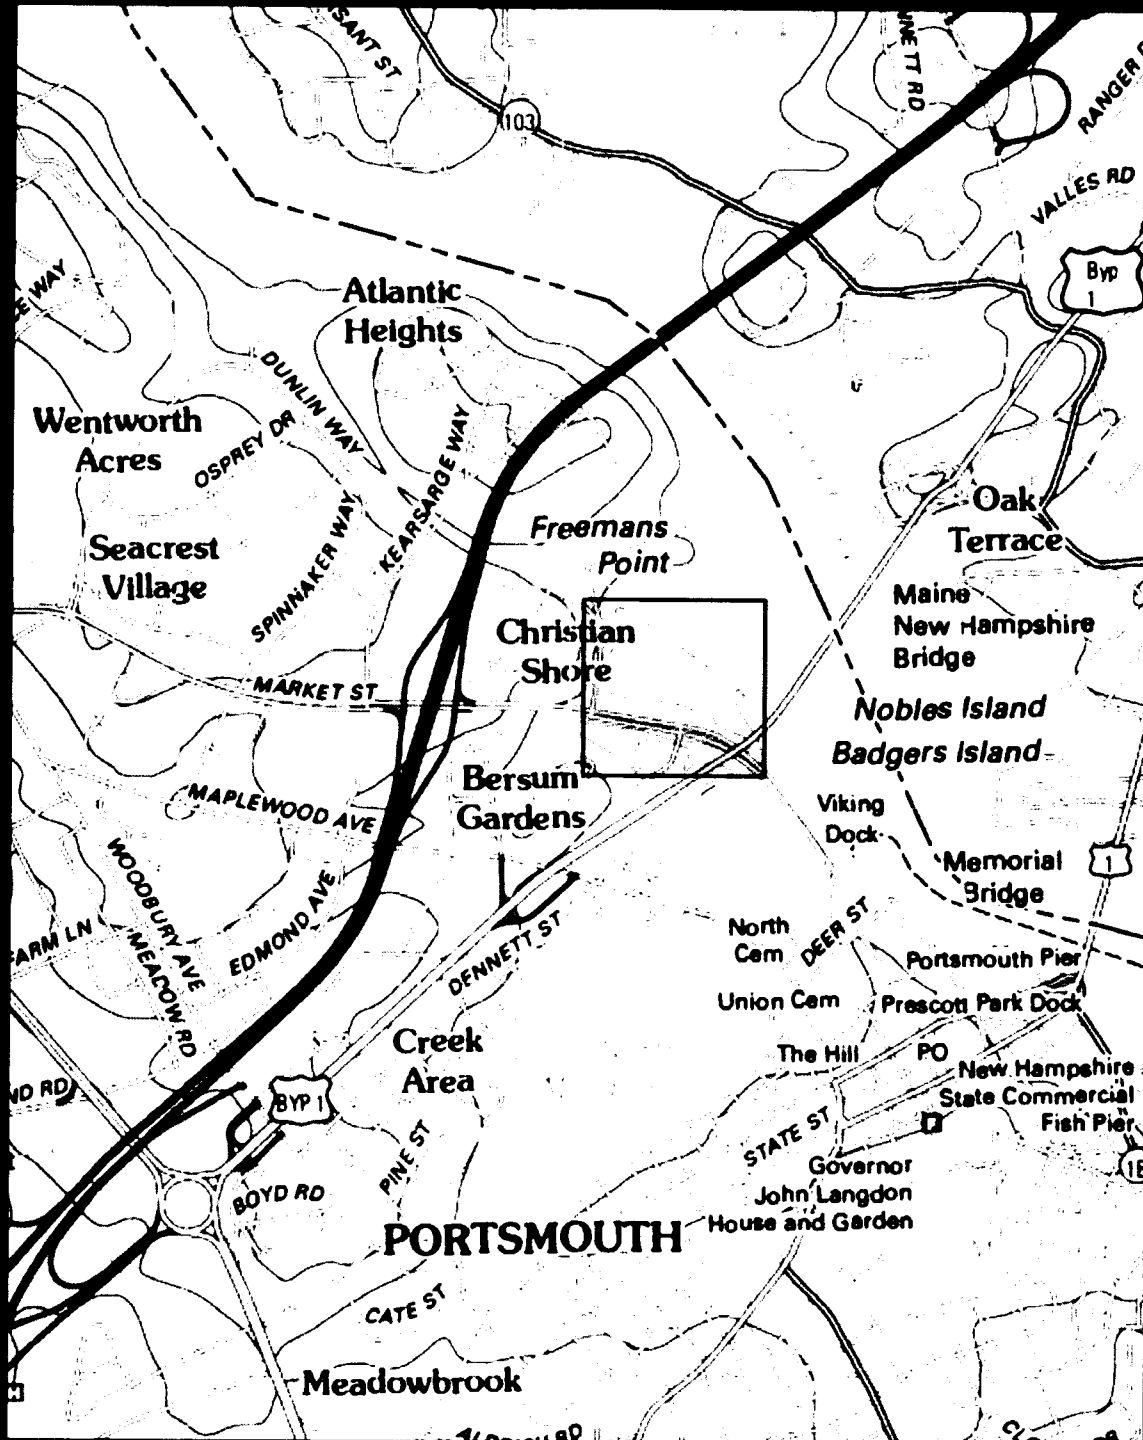 103
RANGER
VALLES RD
Byp
1
Atlantic
Heights
DUNLIN WAY
Wentworth
Acres
OSPREY DR
KEARSARGE WAY
Oak
Terrace
Freemans
Point
Seacrest
Village
SPINNAKER WAY
Maine
New Hampshire
Bridge
Christian
Shore
MARKET ST
Nobles Island
Badgers Island
Bersum
Gardens
MAPLEWOOD AVE
Viking
Dock
Memorial
Bridge
1
WOODBURY AVE
EDMOND AVE
MEADOW RD
DENNETT ST
North
Cem
DEER ST
Portsmouth Pier
Union Cem
Prescott Park Dock
Creek
Area
The Hill
PO
New Hampshire
State Commercial
Fish Pier
BYP 1
STATE ST
PINE ST
BOYD RD
Governor
John Langdon
House and Garden
PORTSMOUTH
CATE ST
Meadowbrook